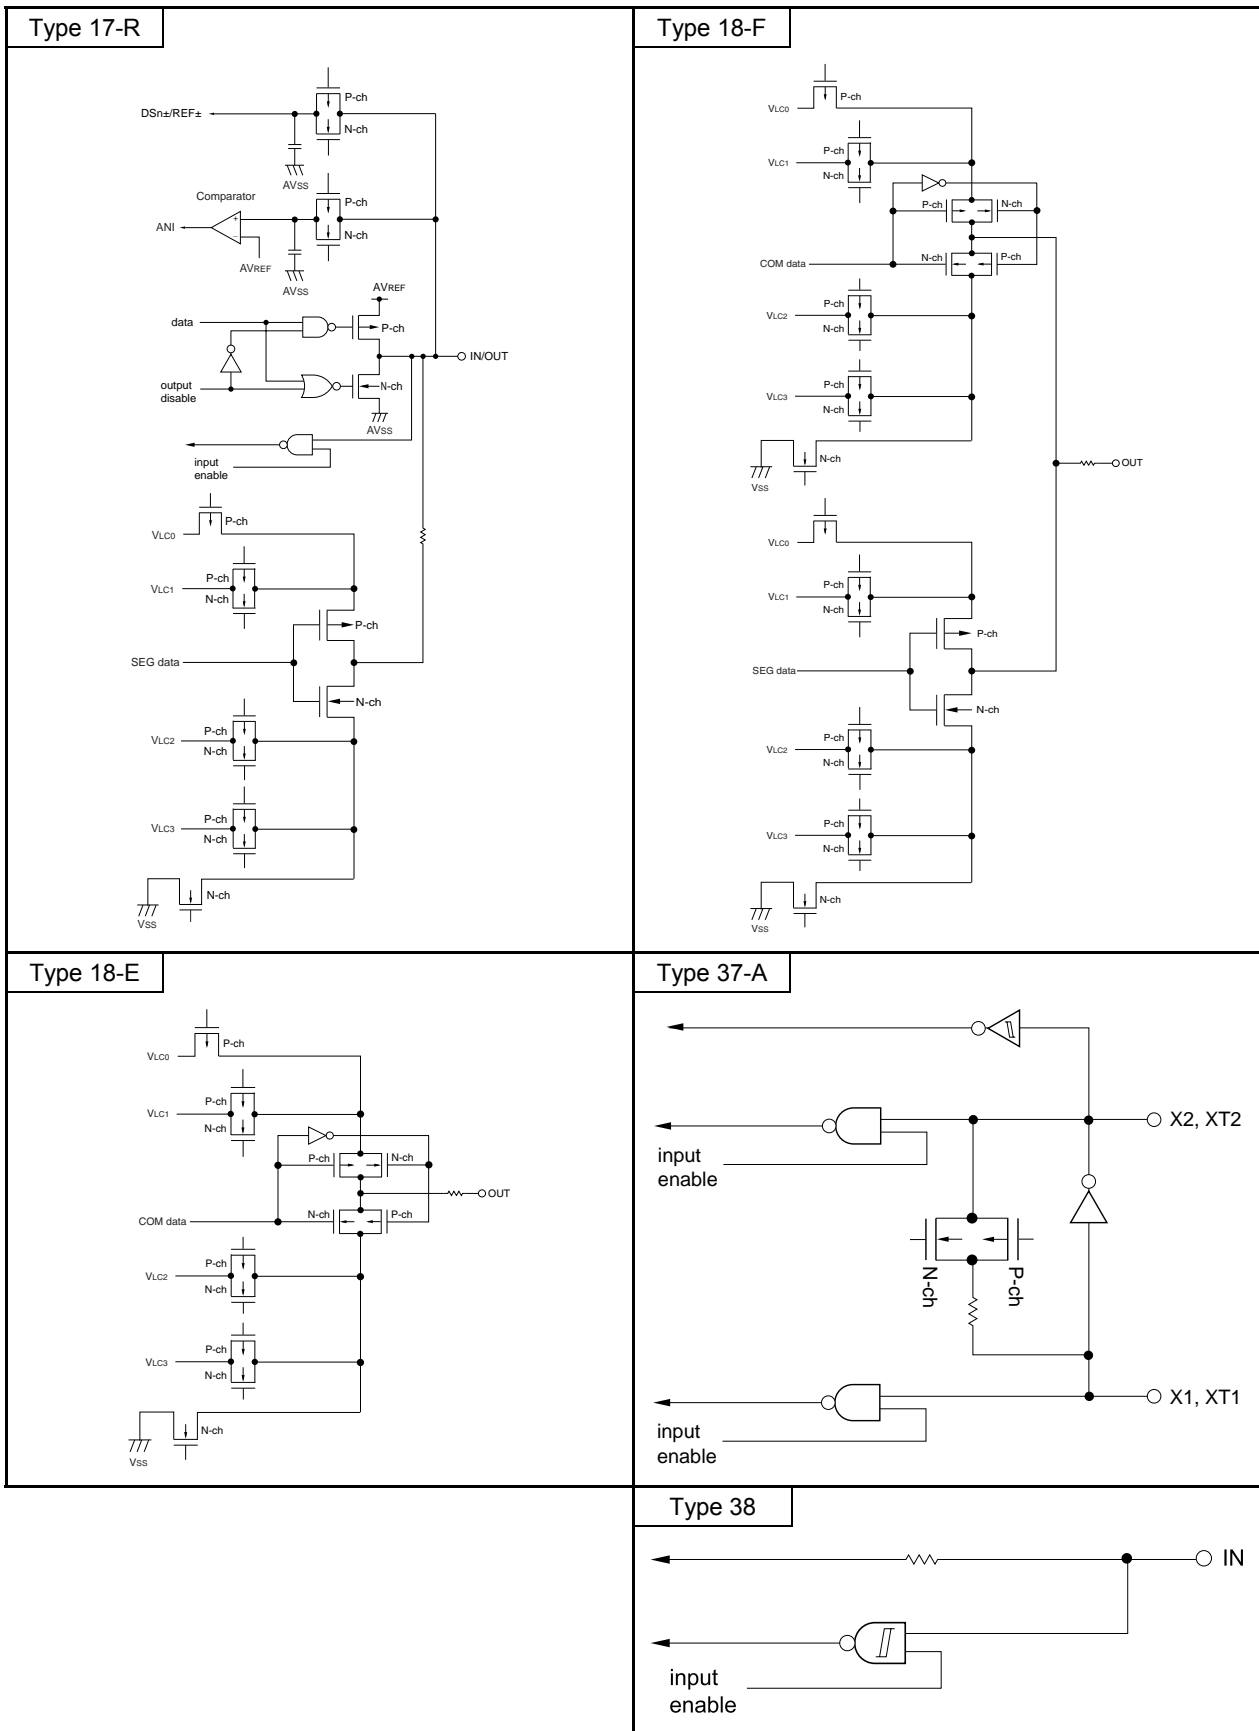 Type 17-R
P-ch
DSn±/REF±
N-ch
AVSS
Comparator
P-ch
+
ANI
−
N-ch
AVREF
AVSS
AVREF
data
P-ch
IN/OUT
output
disable
N-ch
AVSS
input
enable
P-ch
VLC0
P-ch
VLC1
N-ch
P-ch
SEG data
N-ch
P-ch
VLC2
N-ch
P-ch
VLC3
N-ch
N-ch
VSS
Type 18-F
P-ch
VLC0
P-ch
VLC1
N-ch
P-ch
N-ch
N-ch
P-ch
COM data
P-ch
VLC2
N-ch
P-ch
VLC3
N-ch
N-ch
OUT
VSS
P-ch
VLC0
P-ch
VLC1
N-ch
P-ch
SEG data
N-ch
P-ch
VLC2
N-ch
P-ch
VLC3
N-ch
N-ch
VSS
Type 18-E
P-ch
VLC0
P-ch
VLC1
N-ch
P-ch
N-ch
OUT
N-ch
P-ch
COM data
P-ch
VLC2
N-ch
P-ch
VLC3
N-ch
N-ch
VSS
Type 37-A
X2, XT2
input
enable
N-ch
P-ch
X1, XT1
input
enable
Type 38
IN
input
enable